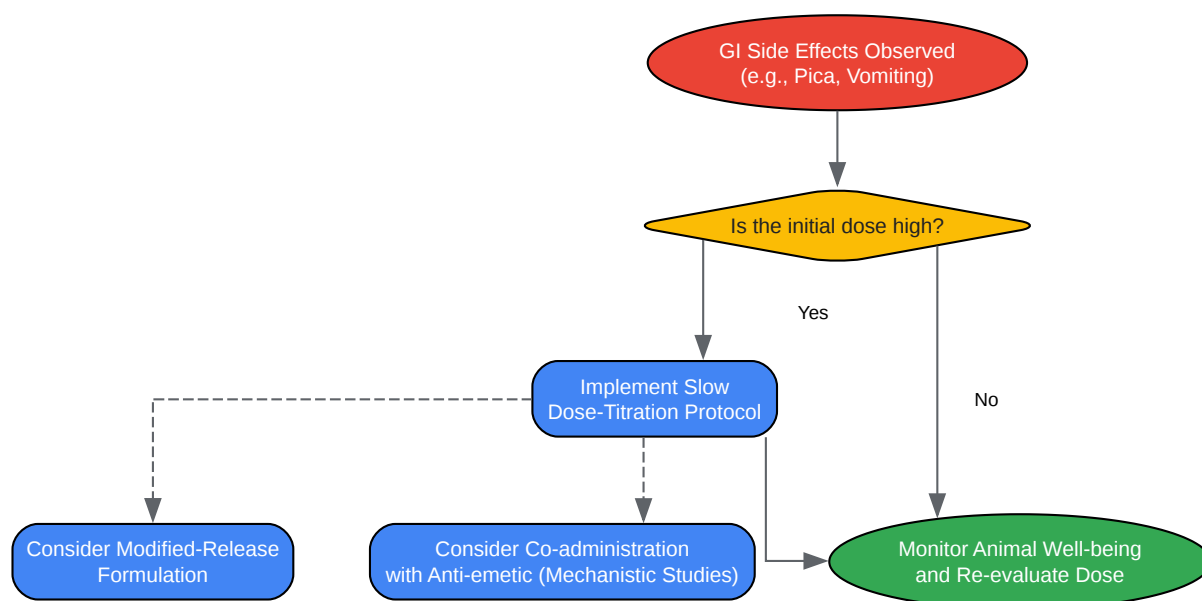 GI Side Effects Observed
(e.g., Pica, Vomiting)
Is the initial dose high?
Yes
Implement Slow
Dose-Titration Protocol
No
Consider Modified-Release
Formulation
Consider Co-administration
with Anti-emetic (Mechanistic Studies)
Monitor Animal Well-being
and Re-evaluate Dose